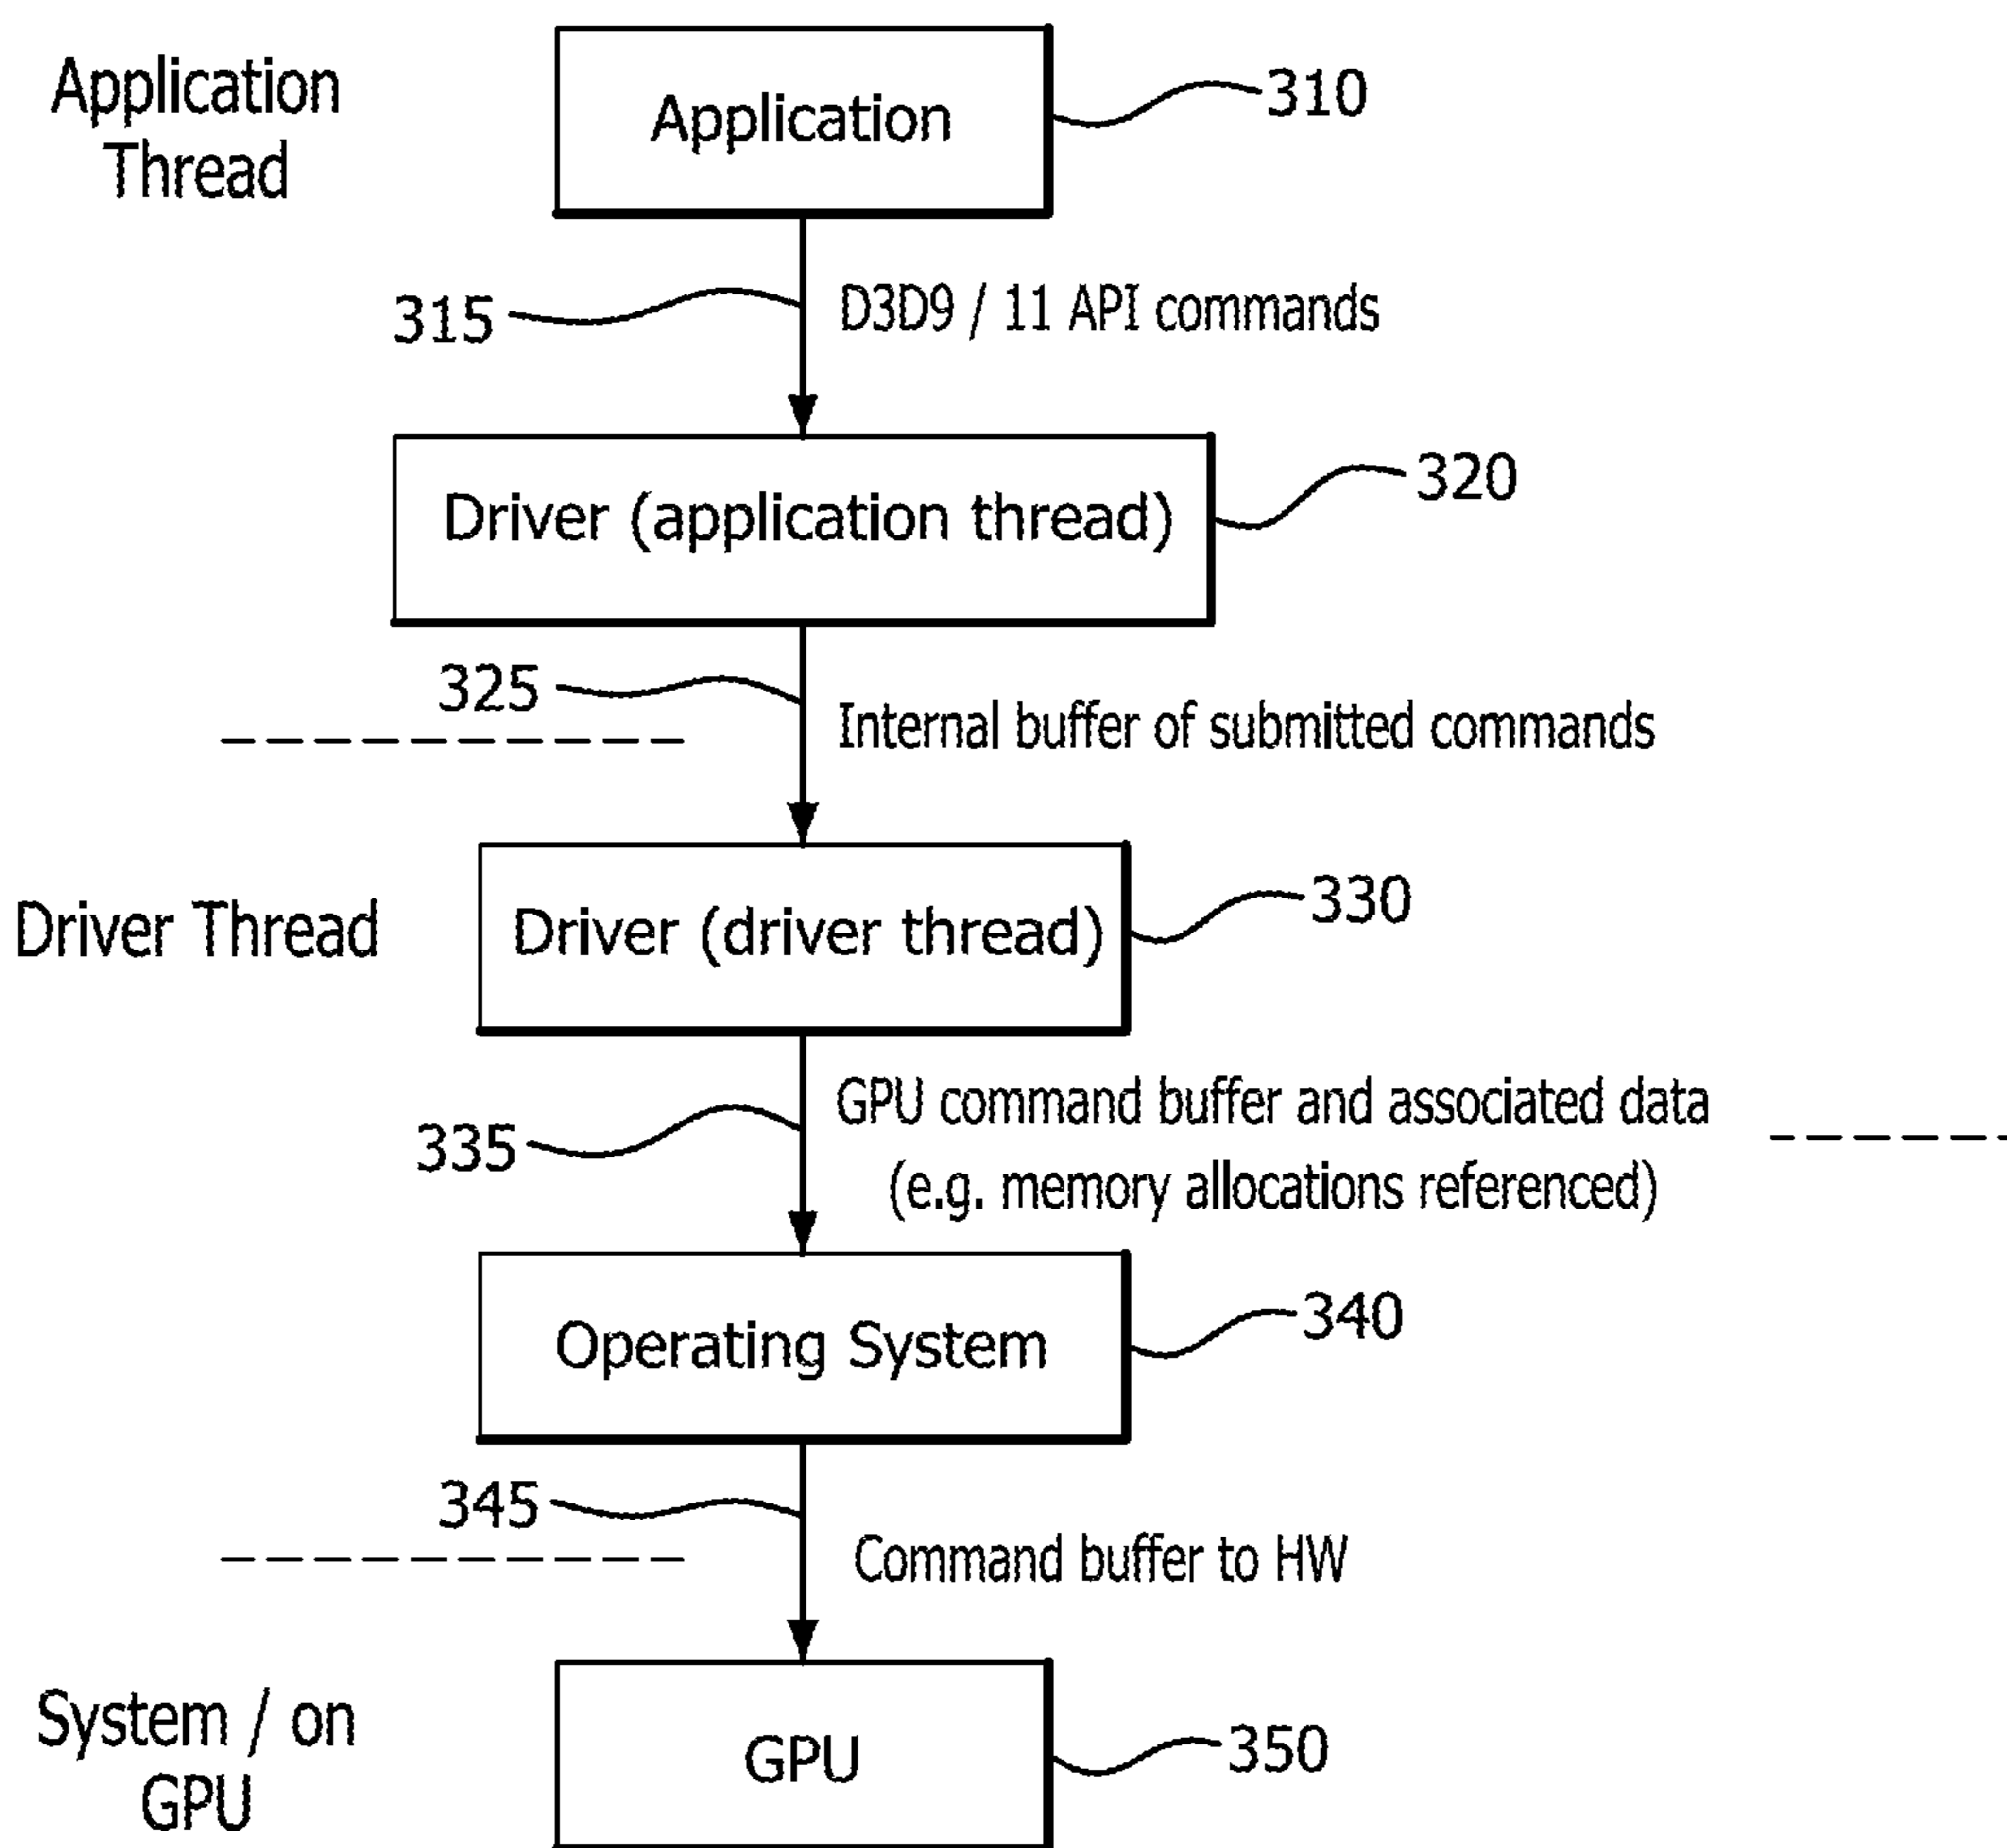 Application
Thread
Application
310
315
D3D9 / 11 API commands
Driver (application thread)
320
325
Internal buffer of submitted commands
Driver Thread
Driver (driver thread)
330
335
GPU command buffer and associated data
(e.g. memory allocations referenced)
Operating System
340
345
Command buffer to HW
System / on
GPU
GPU
350